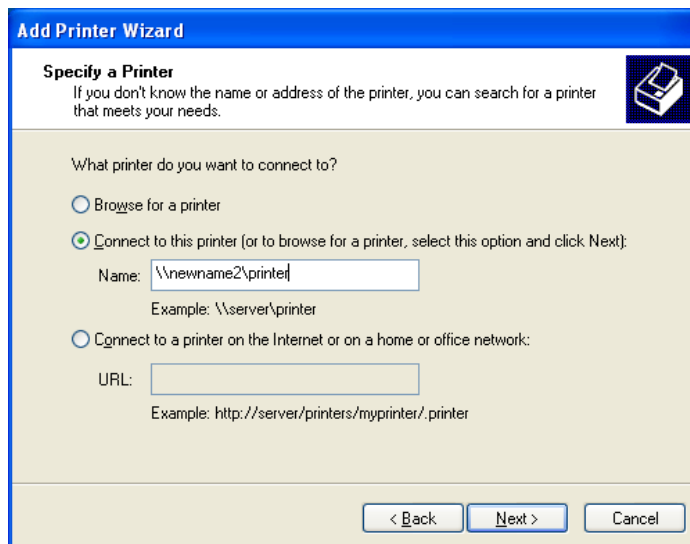 Add Printer Wizard
Specify a Printer
If you don't know the name or address of the printer, you can search for a printer
that meets your needs.
What printer do you want to connect to?
Browse for a printer
Connect to this printer (or to browse for a printer, select this option and click Next):
Name: \\newname2\printer
Example: \\server\printer
Connect to a printer on the Internet or on a home or office network:
URL:
Example: http://server/printers/myprinter/.printer
< Back Next > Cancel